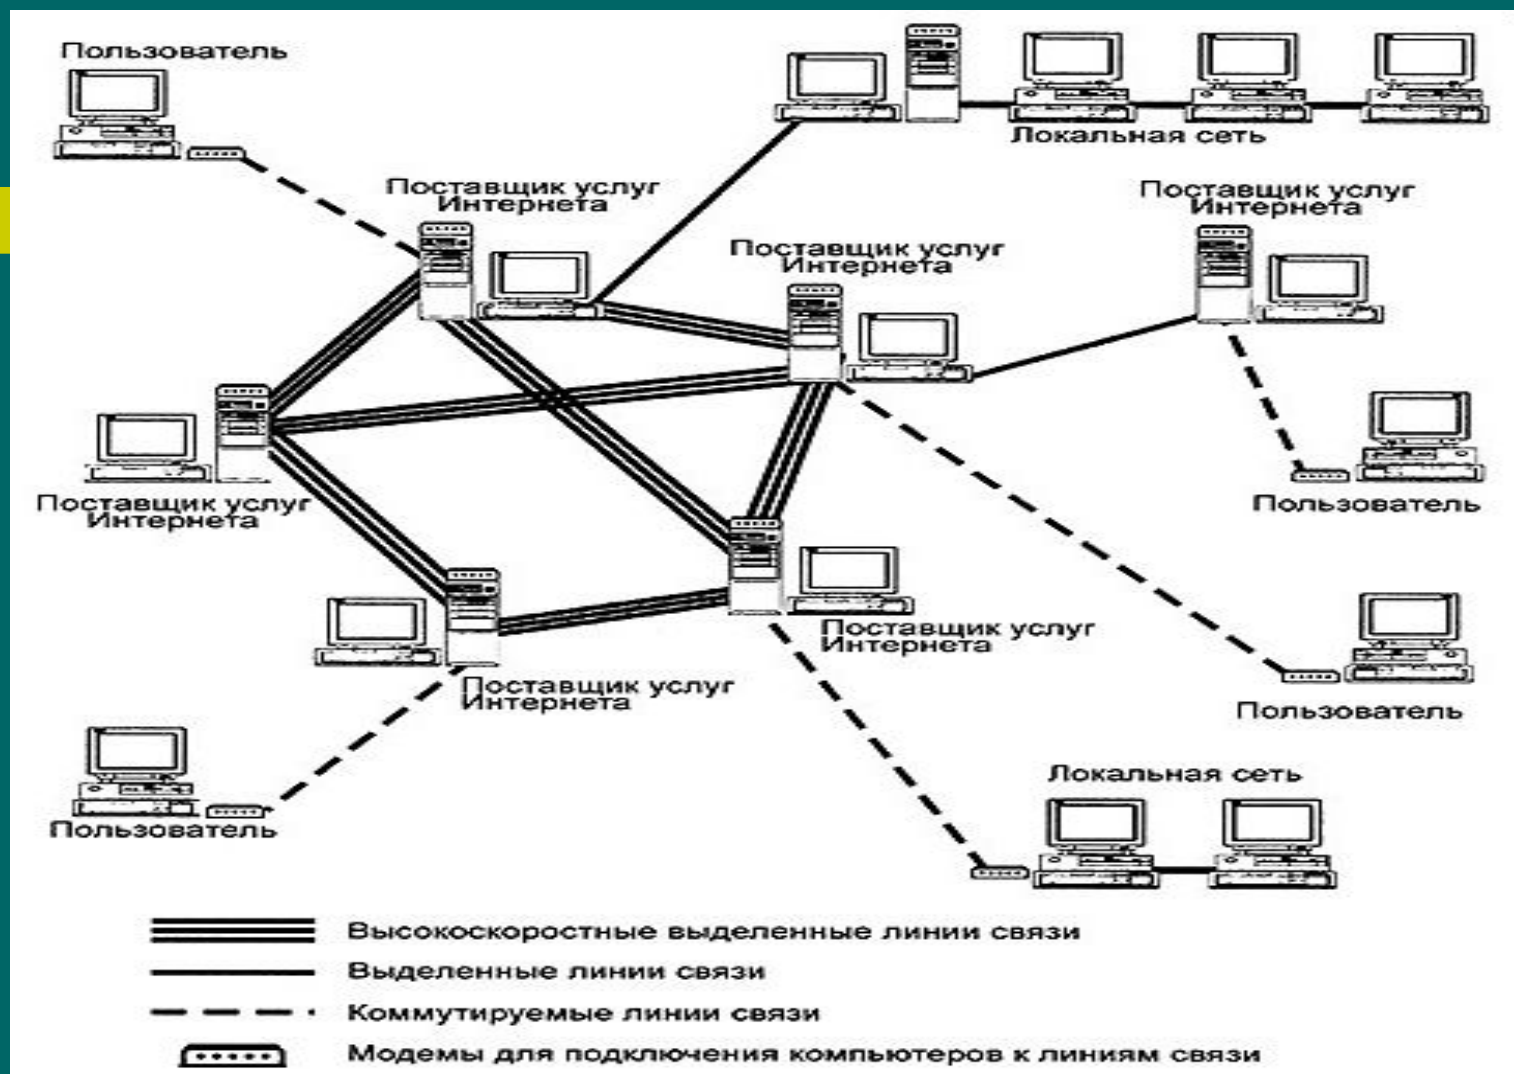 Пользователь
Локальная сеть
Поставщик услуг
Интернета
Поставщик услуг
Интернета
Поставщик услуг
Интернета
Поставщик услуг
Интернета
Пользователь
Поставщик услуг
Интернета
Поставщик услуг
Интернета
Пользователь
Пользователь
Локальная сеть
Высокоскоростные выделенные линии связи
Выделенные линии связи
Коммутируемые линии связи
Модемы для подключения компьютеров к линиям связи